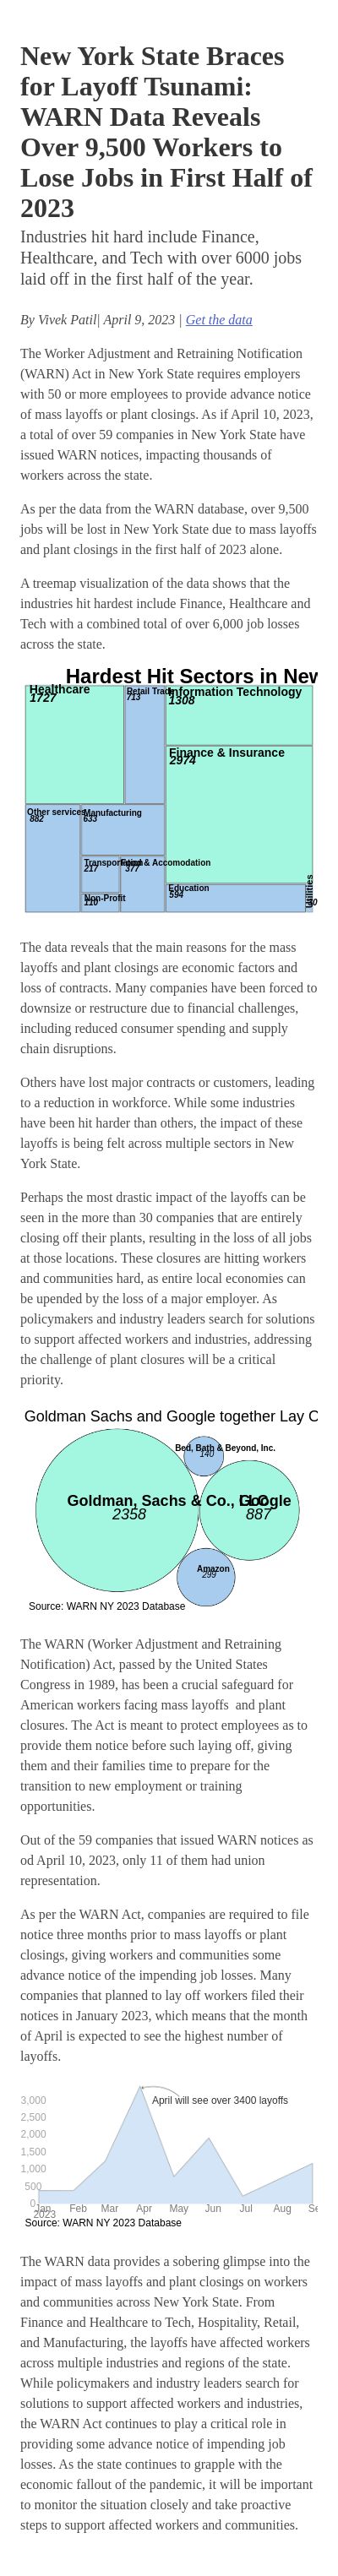 New York State Braces
for Layoff Tsunami:
WARN Data Reveals
Over 9,500 Workers to
Lose Jobs in First Half of
2023
Industries hit hard include Finance,
Healthcare, and Tech with over 6000 jobs
laid off in the first half of the year.
By Vivek Patil| April 9, 2023 | Get the data
The Worker Adjustment and Retraining Notification
(WARN) Act in New York State requires employers
with 50 or more employees to provide advance notice
of mass layoffs or plant closings. As if April 10, 2023,
a total of over 59 companies in New York State have
issued WARN notices, impacting thousands of
workers across the state.
As per the data from the WARN database, over 9,500
jobs will be lost in New York State due to mass layoffs
and plant closings in the first half of 2023 alone.
A treemap visualization of the data shows that the
industries hit hardest include Finance, Healthcare and
Tech with a combined total of over 6,000 job losses
across the state.
Hardest Hit Sectors in New
Healthcare
1727
Retail Trade
713
Information Technology
1308
Finance & Insurance
2974
Other services
882
Manufacturing
633
Transportation
217
Food & Accomodation
377
Non-Profit
110
Education
594
Utilities
The data reveals that the main reasons for the mass
layoffs and plant closings are economic factors and
loss of contracts. Many companies have been forced to
downsize or restructure due to financial challenges,
including reduced consumer spending and supply
chain disruptions.
Others have lost major contracts or customers, leading
to a reduction in workforce. While some industries
have been hit harder than others, the impact of these
layoffs is being felt across multiple sectors in New
York State.
Perhaps the most drastic impact of the layoffs can be
seen in the more than 30 companies that are entirely
closing off their plants, resulting in the loss of all jobs
at those locations. These closures are hitting workers
and communities hard, as entire local economies can
be upended by the loss of a major employer. As
policymakers and industry leaders search for solutions
to support affected workers and industries, addressing
the challenge of plant closures will be a critical
priority.
Goldman Sachs and Google together Lay O
Bed, Bath & Beyond, Inc.
140
Goldman, Sachs & Co., LLC
2358
Google
887
Amazon
299
Source: WARN NY 2023 Database
The WARN (Worker Adjustment and Retraining
Notification) Act, passed by the United States
Congress in 1989, has been a crucial safeguard for
American workers facing mass layoffs  and plant
closures. The Act is meant to protect employees as to
provide them notice before such laying off, giving
them and their families time to prepare for the
transition to new employment or training
opportunities.
Out of the 59 companies that issued WARN notices as
od April 10, 2023, only 11 of them had union
representation.
As per the WARN Act, companies are required to file
notice three months prior to mass layoffs or plant
closings, giving workers and communities some
advance notice of the impending job losses. Many
companies that planned to lay off workers filed their
notices in January 2023, which means that the month
of April is expected to see the highest number of
layoffs.
April will see over 3400 layoffs
3,000
2,500
2,000
1,500
1,000
500
0
Jan Feb Mar Apr May Jun Jul Aug Se
2023
Source: WARN NY 2023 Database
The WARN data provides a sobering glimpse into the
impact of mass layoffs and plant closings on workers
and communities across New York State. From
Finance and Healthcare to Tech, Hospitality, Retail,
and Manufacturing, the layoffs have affected workers
across multiple industries and regions of the state.
While policymakers and industry leaders search for
solutions to support affected workers and industries,
the WARN Act continues to play a critical role in
providing some advance notice of impending job
losses. As the state continues to grapple with the
economic fallout of the pandemic, it will be important
to monitor the situation closely and take proactive
steps to support affected workers and communities.